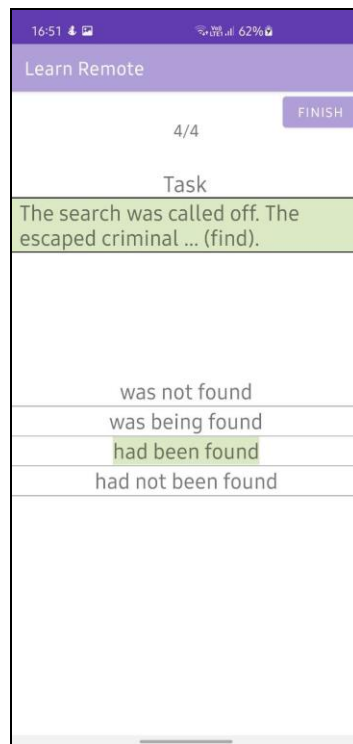 16:51 62%
Learn Remote
FINISH
4/4
Task
The search was called off. The
escaped criminal ... (find).
was not found
was being found
had been found
had not been found